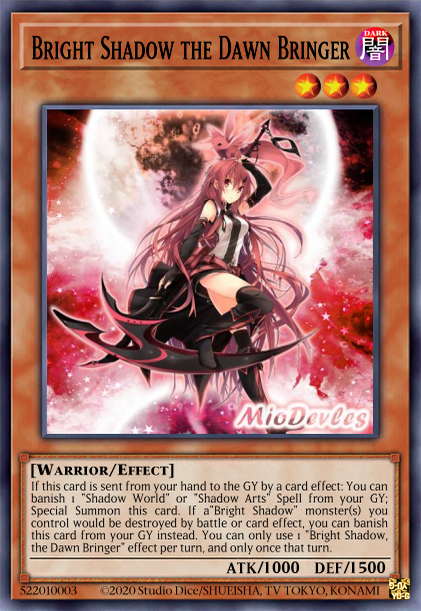 Bright Shadow the Dawn Bringer
DARK
闇
MioDevles
[Warrior/Effect]
If this card is sent from your hand to the GY by a card effect: You can
banish 1 "Shadow World" or "Shadow Arts" Spell from your GY;
Special Summon this card. If a"Bright Shadow" monster(s) you
control would be destroyed by battle or card effect, you can banish
this card from your GY instead. You can only use 1 "Bright Shadow,
the Dawn Bringer" effect per turn, and only once that turn.
ATK/1000 DEF/1500
522010003 ©2020 Studio Dice/SHUEISHA, TV TOKYO, KONAMI